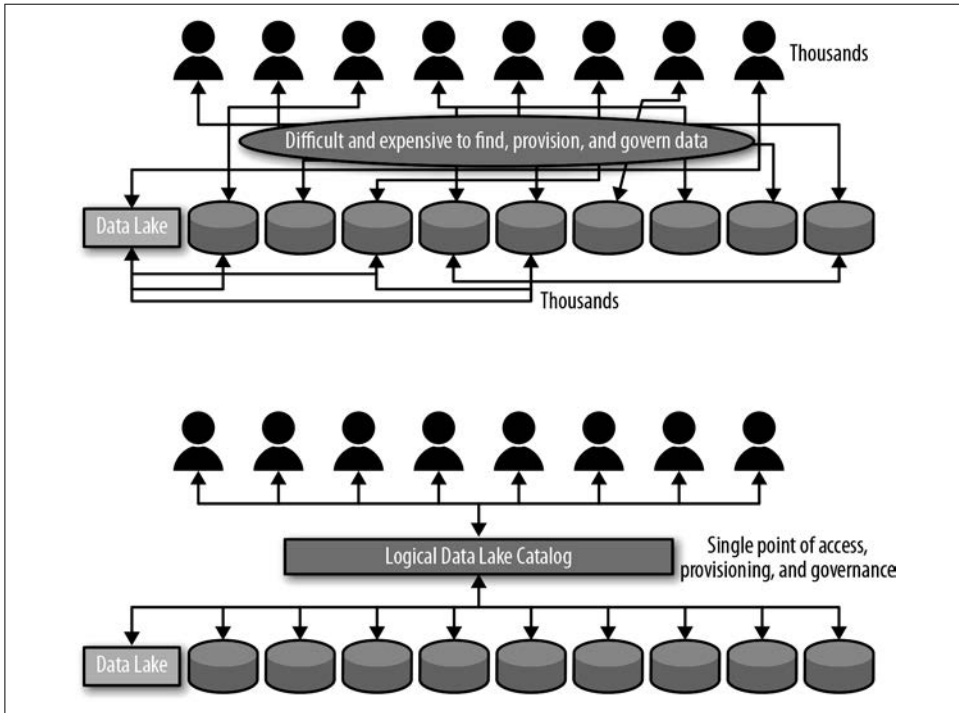 Thousands
Difficult and expensive to find, provision, and govern data
Data Lake
Thousands
Logical Data Lake Catalog
Single point of access,
provisioning, and governance
Data Lake